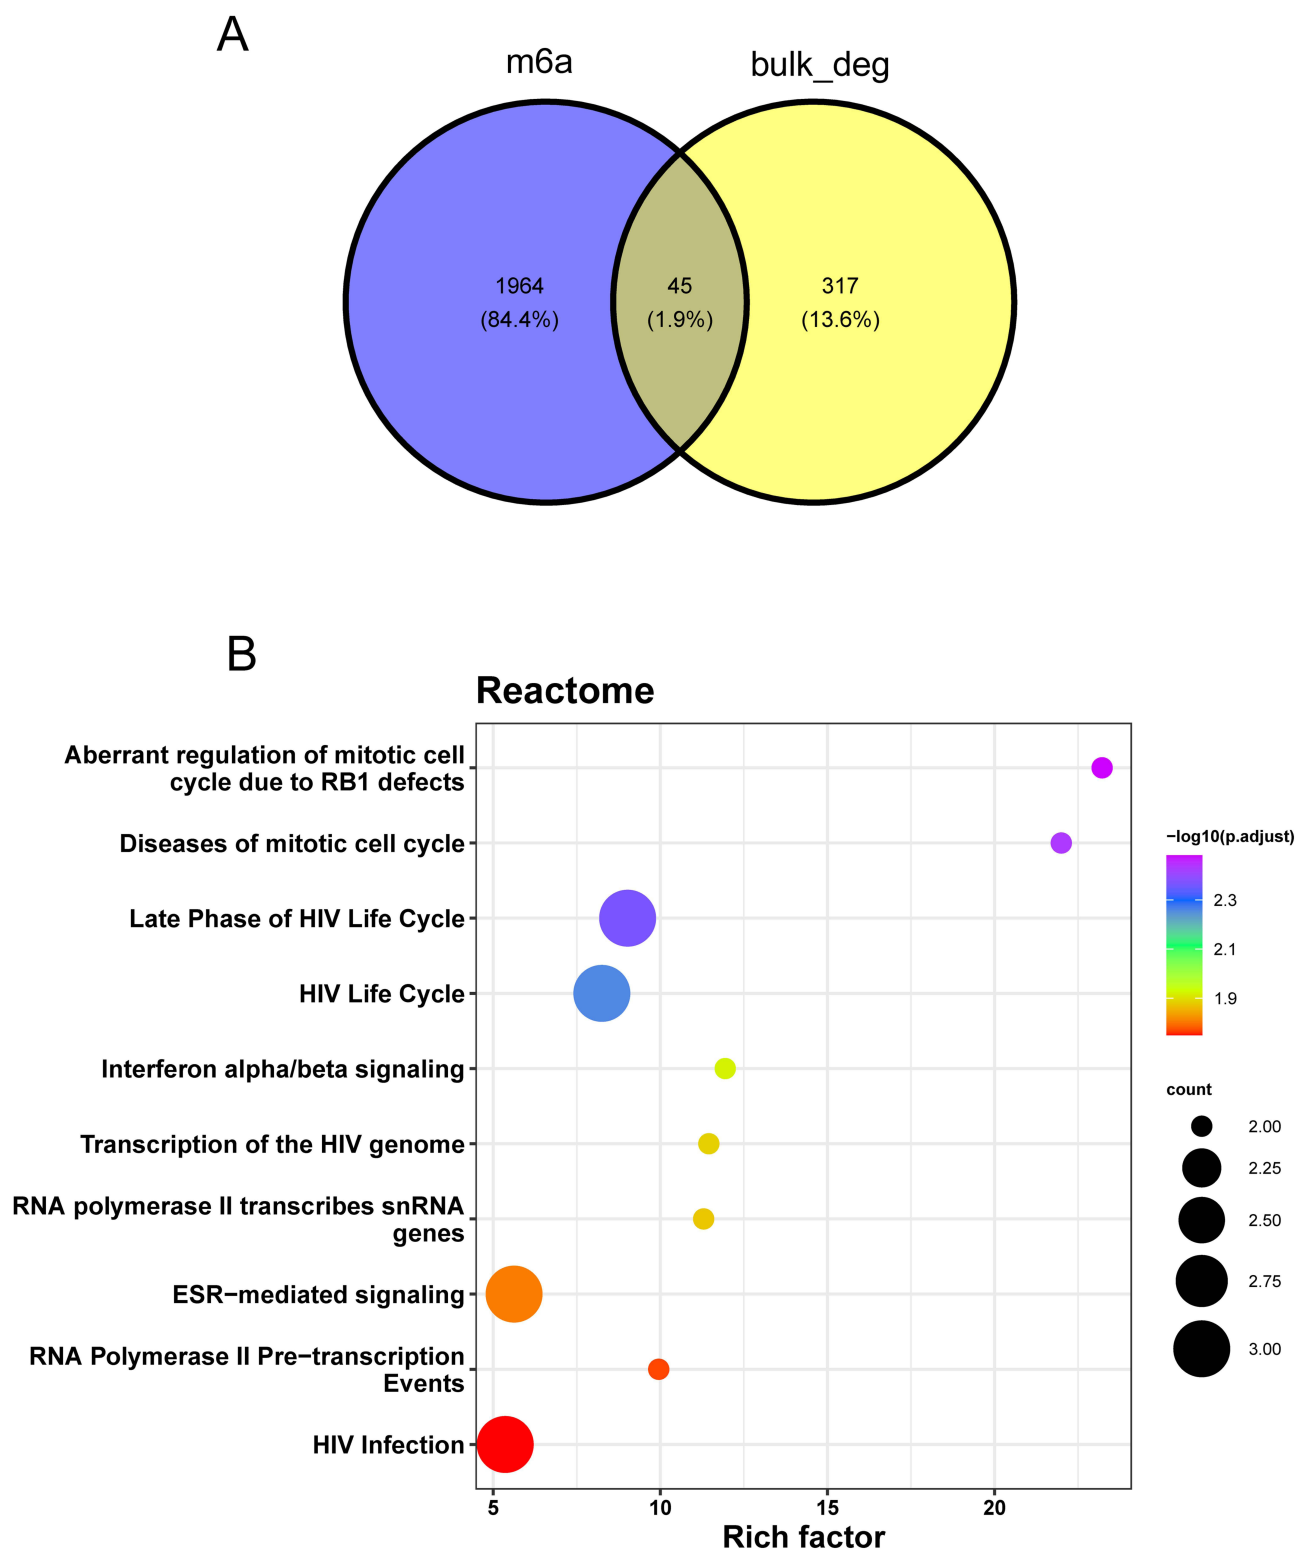 A
m6a
bulk_deg
1964
(84.4%)
45
(1.9%)
317
(13.6%)
B
Reactome
Aberrant regulation of mitotic cell
cycle due to RB1 defects
Diseases of mitotic cell cycle
Late Phase of HIV Life Cycle
HIV Life Cycle
Interferon alpha/beta signaling
Transcription of the HIV genome
RNA polymerase II transcribes snRNA
genes
ESR−mediated signaling
RNA Polymerase II Pre−transcription
Events
HIV Infection
5
10
15
20
Rich factor
−log10(p.adjust)
2.3
2.1
1.9
count
2.00
2.25
2.50
2.75
3.00